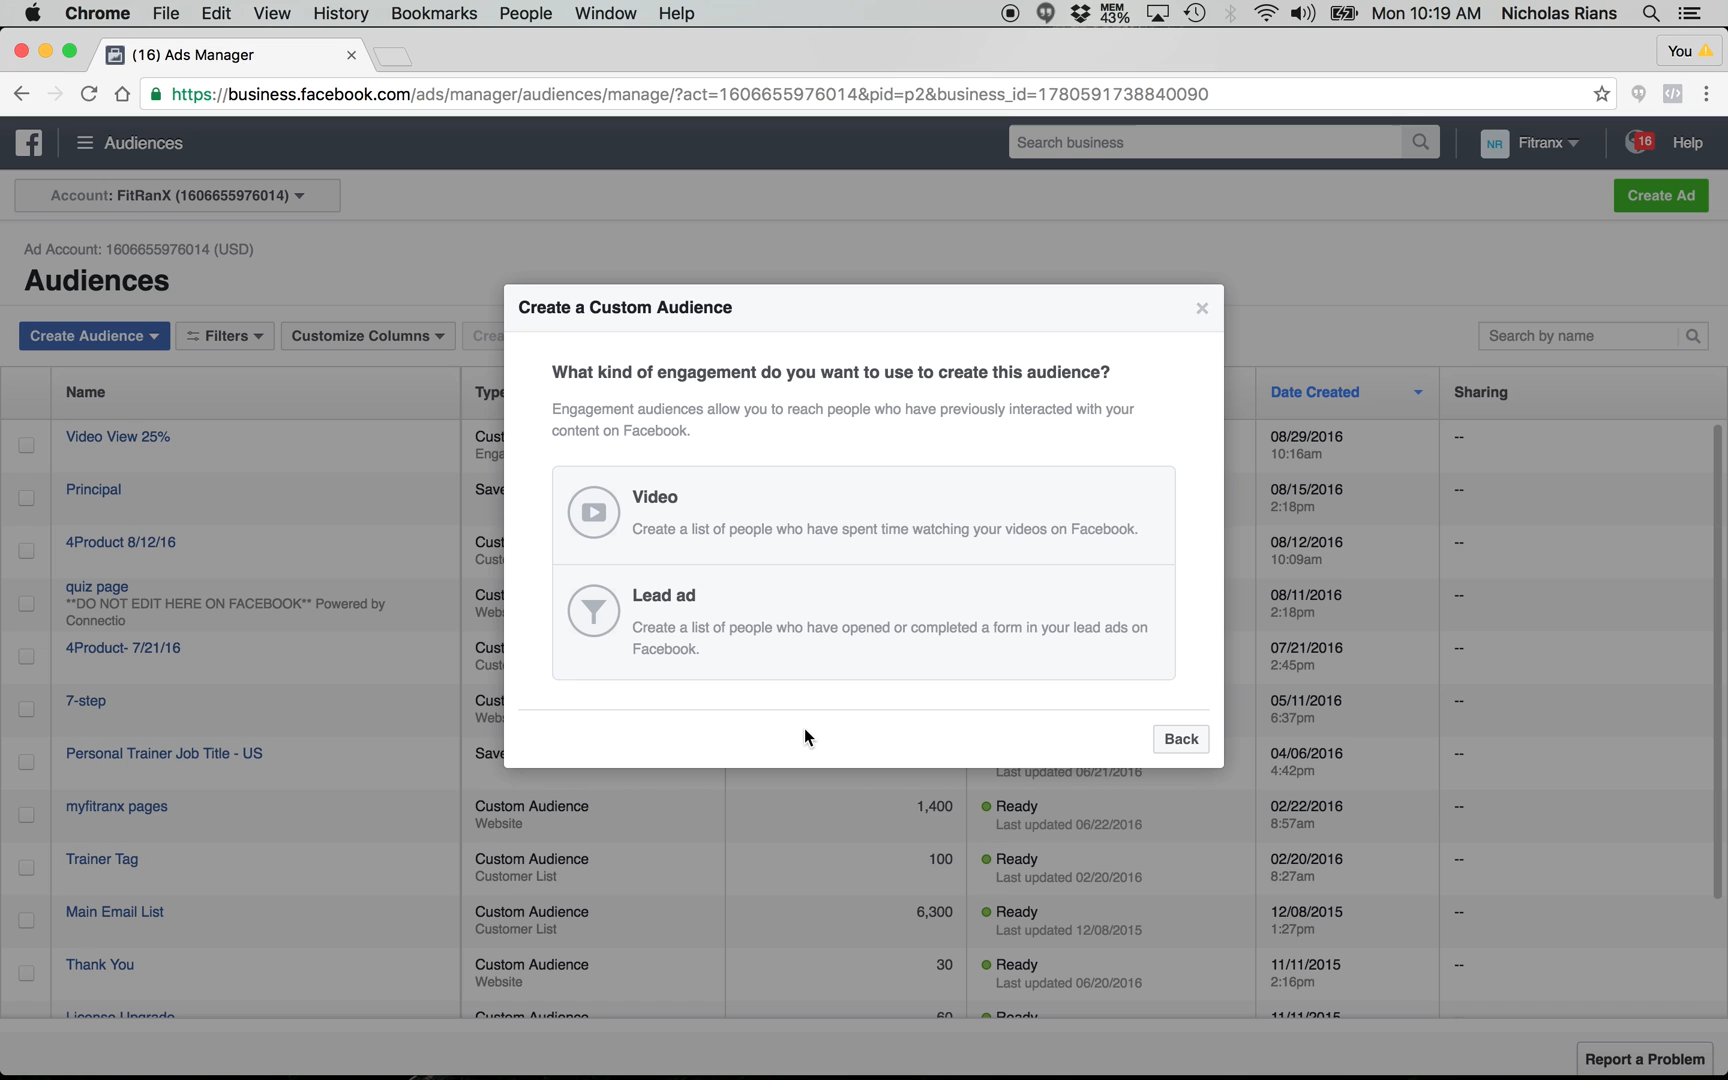 Chrome File Edit View History Bookmarks People Window Help MEM 43% Mon 10:19 AM Nicholas Rians
(16) Ads Manager You
https://business.facebook.com/ads/manager/audiences/manage/?act=1606655976014&pid=p2&business_id=1780591738840090
Audiences Search business NR Fitranx 16 Help
Account: FitRanX (1606655976014) Create Ad
Ad Account: 1606655976014 (USD)
Audiences
Create Audience Filters Customize Columns Crea Search by name
Name Type Date Created Sharing
Video View 25% Cust 08/29/2016 --
Enga 10:16am
Principal Save 08/15/2016 --
2:18pm
4Product 8/12/16 Cust 08/12/2016 --
Cust 10:09am
quiz page Cust 08/11/2016 --
**DO NOT EDIT HERE ON FACEBOOK** Powered by Web 2:18pm
Connectio
4Product- 7/21/16 Cust 07/21/2016 --
Cust 2:45pm
7-step Cust 05/11/2016 --
Web 6:37pm
Personal Trainer Job Title - US Save 04/06/2016 --
Last updated 06/21/2016 4:42pm
myfitranx pages Custom Audience 1,400 Ready 02/22/2016 --
Website Last updated 06/22/2016 8:57am
Trainer Tag Custom Audience 100 Ready 02/20/2016 --
Customer List Last updated 02/20/2016 8:27am
Main Email List Custom Audience 6,300 Ready 12/08/2015 --
Customer List Last updated 12/08/2015 1:27pm
Thank You Custom Audience 30 Ready 11/11/2015 --
Website Last updated 06/20/2016 2:16pm
License Upgrade Custom Audience 60 Ready 11/11/2015
Create a Custom Audience
What kind of engagement do you want to use to create this audience?
Engagement audiences allow you to reach people who have previously interacted with your
content on Facebook.
Video
Create a list of people who have spent time watching your videos on Facebook.
Lead ad
Create a list of people who have opened or completed a form in your lead ads on
Facebook.
Back
Report a Problem